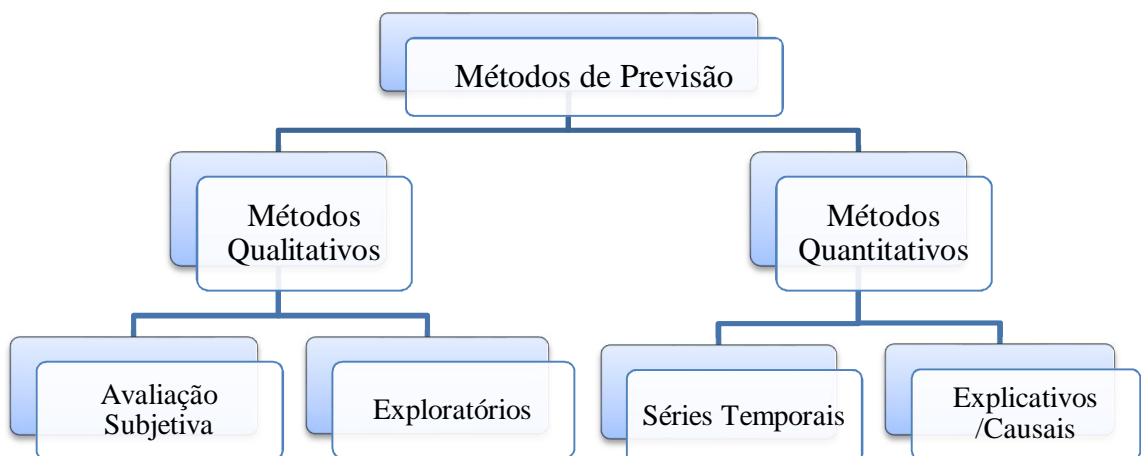 Métodos de Previsão
Métodos
Qualitativos
Métodos
Quantitativos
Avaliação
Subjetiva
Exploratórios
Séries Temporais
Explicativos
/Causais